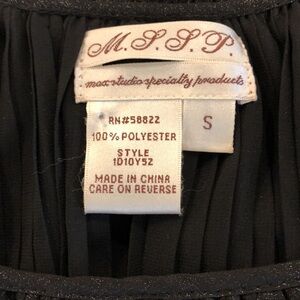 M.S.S.P.
max studio specialty products
S
RN#58822
100% POLYESTER
STYLE
1D10Y52
MADE IN CHINA
CARE ON REVERSE